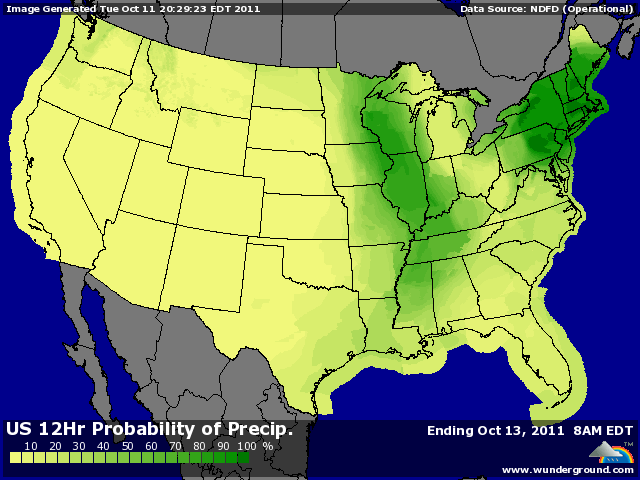 Image Generated Tue Oct 11 20:29:23 EDT 2011
Data Source: NDFD (Operational)
US 12Hr Probability of Precip.
Ending Oct 13, 2011 8AM EDT
10 20 30 40 50 60 70 80 90 100 %
TM
www.wunderground.com